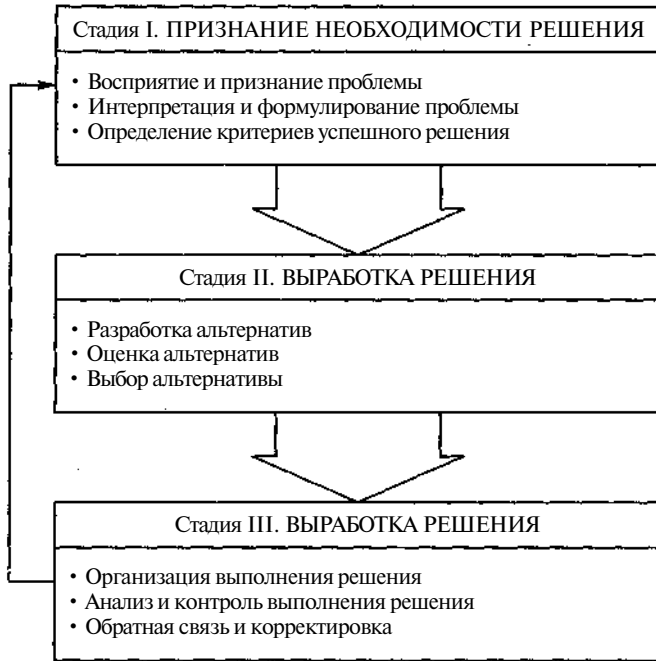 Стадия I. ПРИЗНАНИЕ НЕОБХОДИМОСТИ РЕШЕНИЯ
• Восприятие и признание проблемы
• Интерпретация и формулирование проблемы
• Определение критериев успешного решения
Стадия II. ВЫРАБОТКА РЕШЕНИЯ
• Разработка альтернатив
• Оценка альтернатив
• Выбор альтернативы
Стадия III. ВЫРАБОТКА РЕШЕНИЯ
• Организация выполнения решения
• Анализ и контроль выполнения решения
• Обратная связь и корректировка